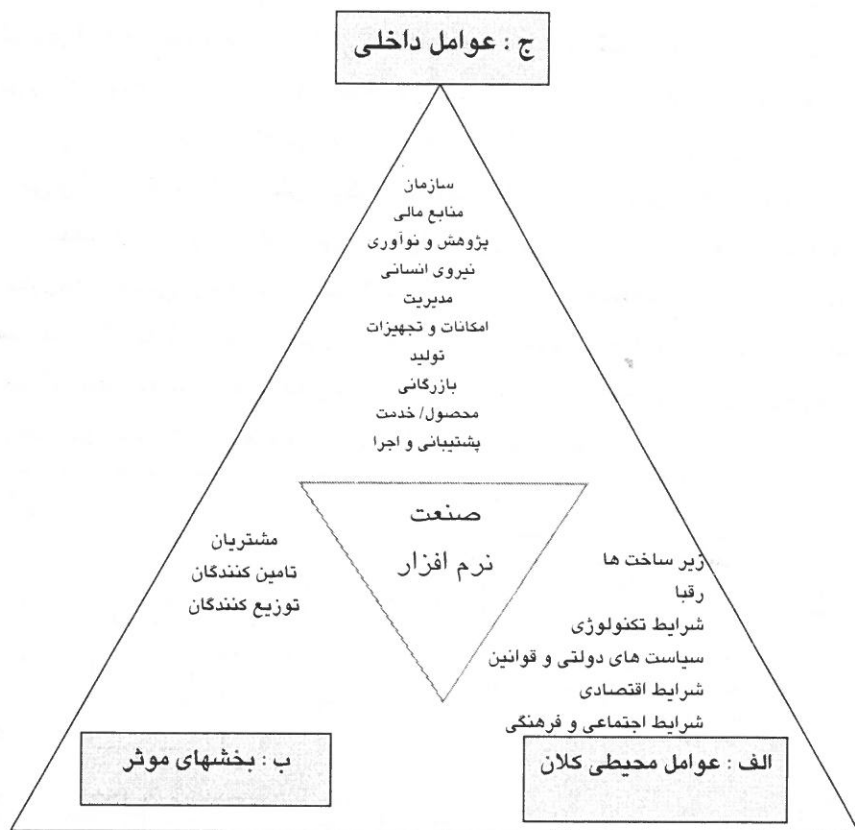 ج : عوامل داخلی
سازمان
منابع مالی
پژوهش و نوآوری
نیروی انسانی
مدیریت
امکانات و تجهیزات
تولید
بازرگانی
محصول/ خدمت
پشتیبانی و اجرا
صنعت
نرم افزار
زیر ساخت ها
رقبا
شرایط تکنولوژی
سیاست های دولتی و قوانین
شرایط اقتصادی
شرایط اجتماعی و فرهنگی
الف : عوامل محیطی کلان
مشتریان
تامین کنندگان
توزیع کنندگان
ب : بخشهای موثر